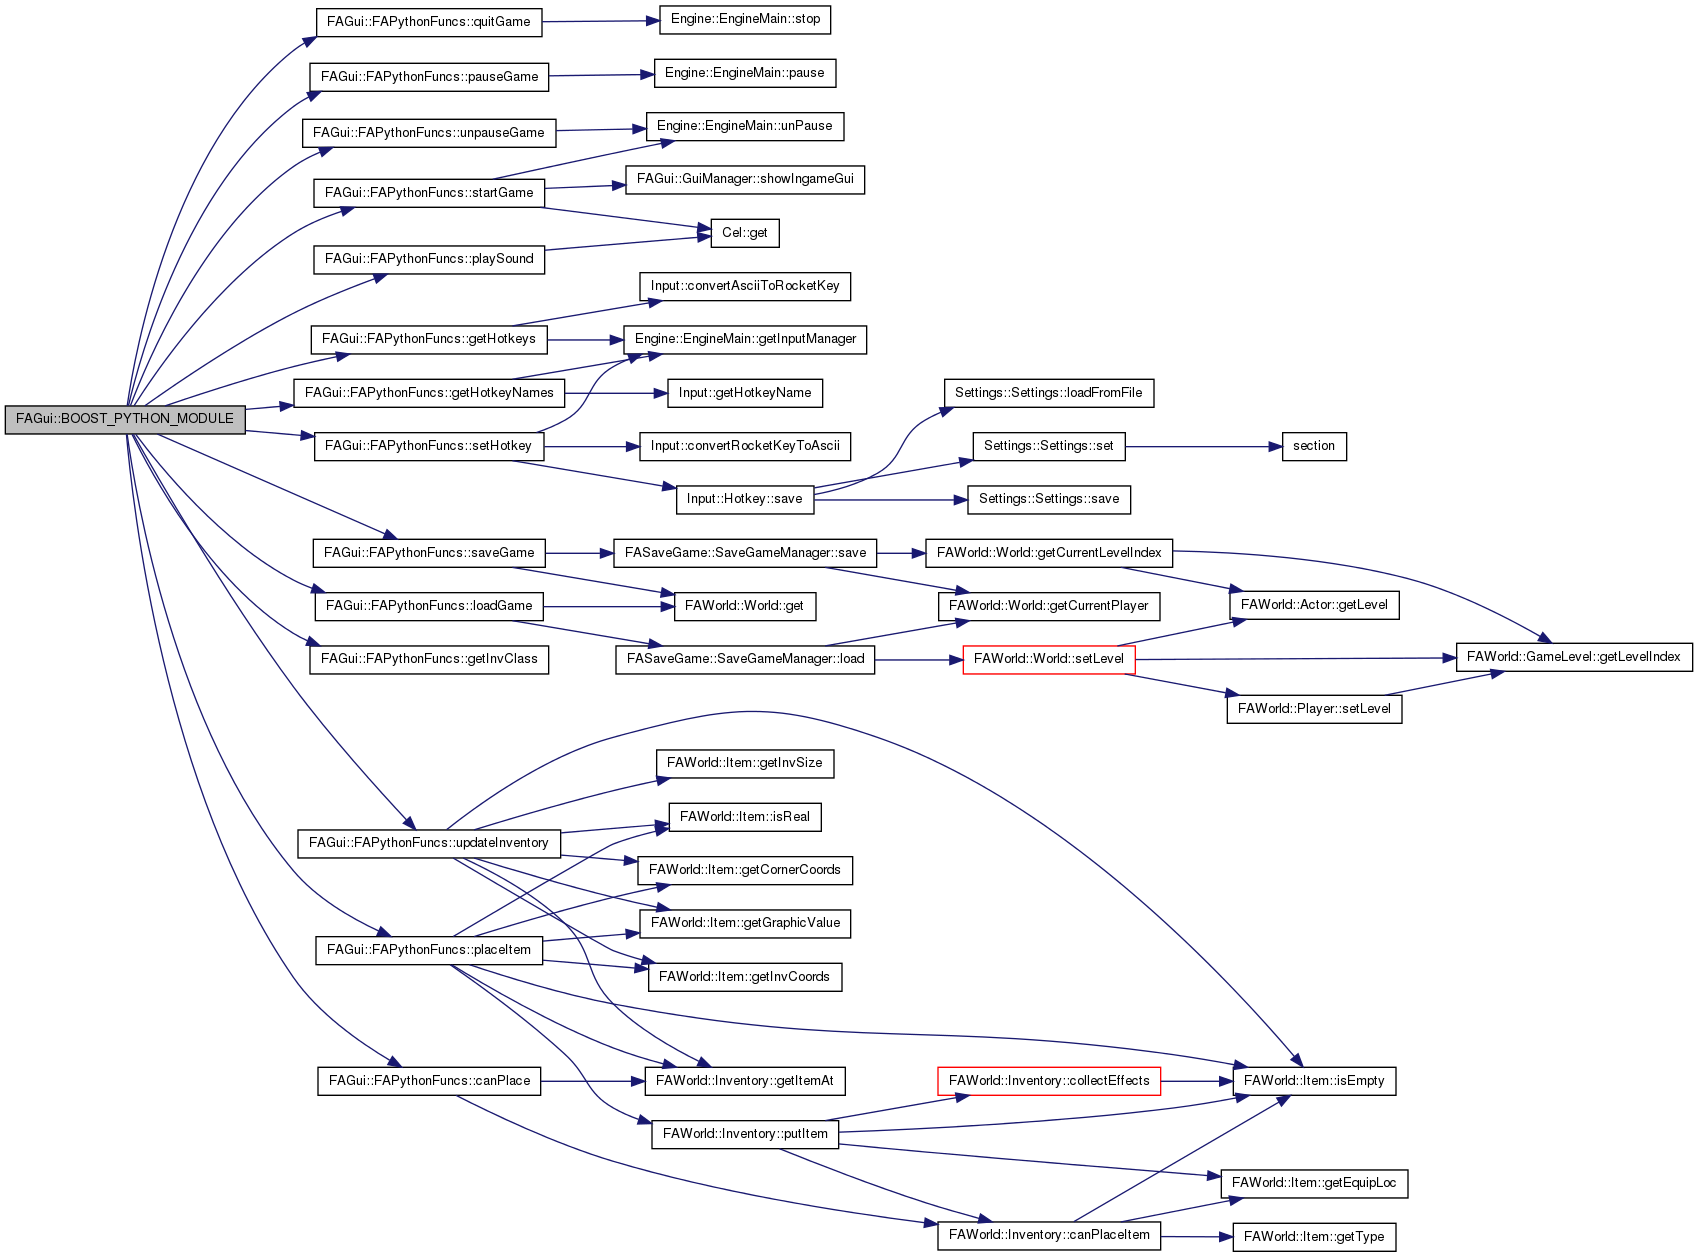 FAGui::FAPythonFuncs::quitGame
Engine::EngineMain::stop
FAGui::FAPythonFuncs::pauseGame
Engine::EngineMain::pause
FAGui::FAPythonFuncs::unpauseGame
Engine::EngineMain::unPause
FAGui::FAPythonFuncs::startGame
FAGui::GuiManager::showIngameGui
Cel::get
FAGui::FAPythonFuncs::playSound
Input::convertAsciiToRocketKey
FAGui::FAPythonFuncs::getHotkeys
Engine::EngineMain::getInputManager
FAGui::FAPythonFuncs::getHotkeyNames
Input::getHotkeyName
Settings::Settings::loadFromFile
FAGui::BOOST_PYTHON_MODULE
FAGui::FAPythonFuncs::setHotkey
Input::convertRocketKeyToAscii
Settings::Settings::set
section
Input::Hotkey::save
Settings::Settings::save
FAGui::FAPythonFuncs::saveGame
FASaveGame::SaveGameManager::save
FAWorld::World::getCurrentLevelIndex
FAGui::FAPythonFuncs::loadGame
FAWorld::World::get
FAWorld::World::getCurrentPlayer
FAWorld::Actor::getLevel
FAGui::FAPythonFuncs::getInvClass
FASaveGame::SaveGameManager::load
FAWorld::World::setLevel
FAWorld::GameLevel::getLevelIndex
FAWorld::Player::setLevel
FAWorld::Item::getInvSize
FAWorld::Item::isReal
FAGui::FAPythonFuncs::updateInventory
FAWorld::Item::getCornerCoords
FAWorld::Item::getGraphicValue
FAGui::FAPythonFuncs::placeItem
FAWorld::Item::getInvCoords
FAGui::FAPythonFuncs::canPlace
FAWorld::Inventory::getItemAt
FAWorld::Inventory::collectEffects
FAWorld::Item::isEmpty
FAWorld::Inventory::putItem
FAWorld::Item::getEquipLoc
FAWorld::Inventory::canPlaceItem
FAWorld::Item::getType